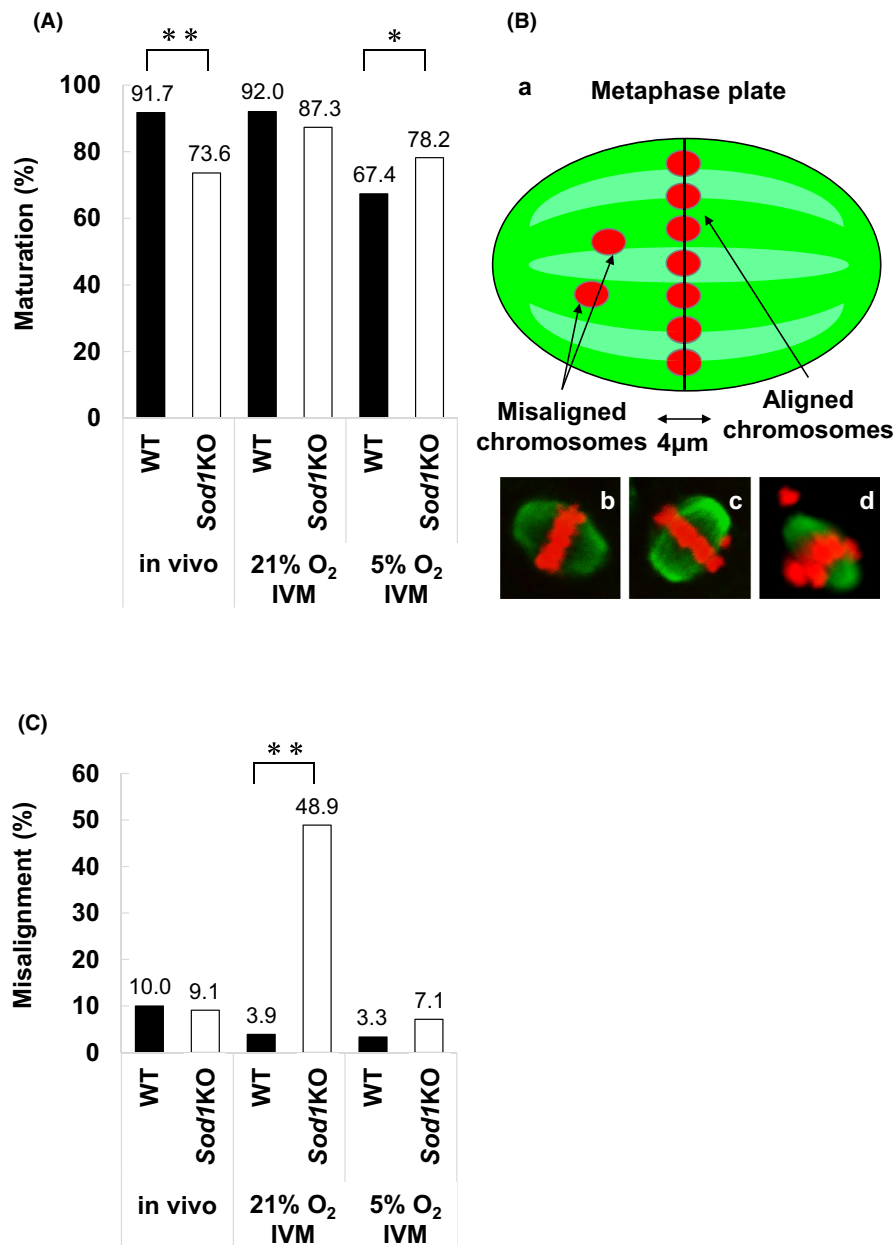 (A)
* *
*
91.7
73.6
92.0
87.3
67.4
78.2
100
80
60
40
20
0
Maturation (%)
WT
Sod1KO
WT
Sod1KO
WT
Sod1KO
in vivo
21% O2 IVM
5% O2 IVM
(B)
a
Metaphase plate
Misaligned chromosomes
4μm
Aligned chromosomes
b
c
d
(C)
* *
60
50
40
30
20
10
0
Misalignment (%)
10.0
9.1
3.9
48.9
3.3
7.1
WT
Sod1KO
WT
Sod1KO
WT
Sod1KO
in vivo
21% O2 IVM
5% O2 IVM